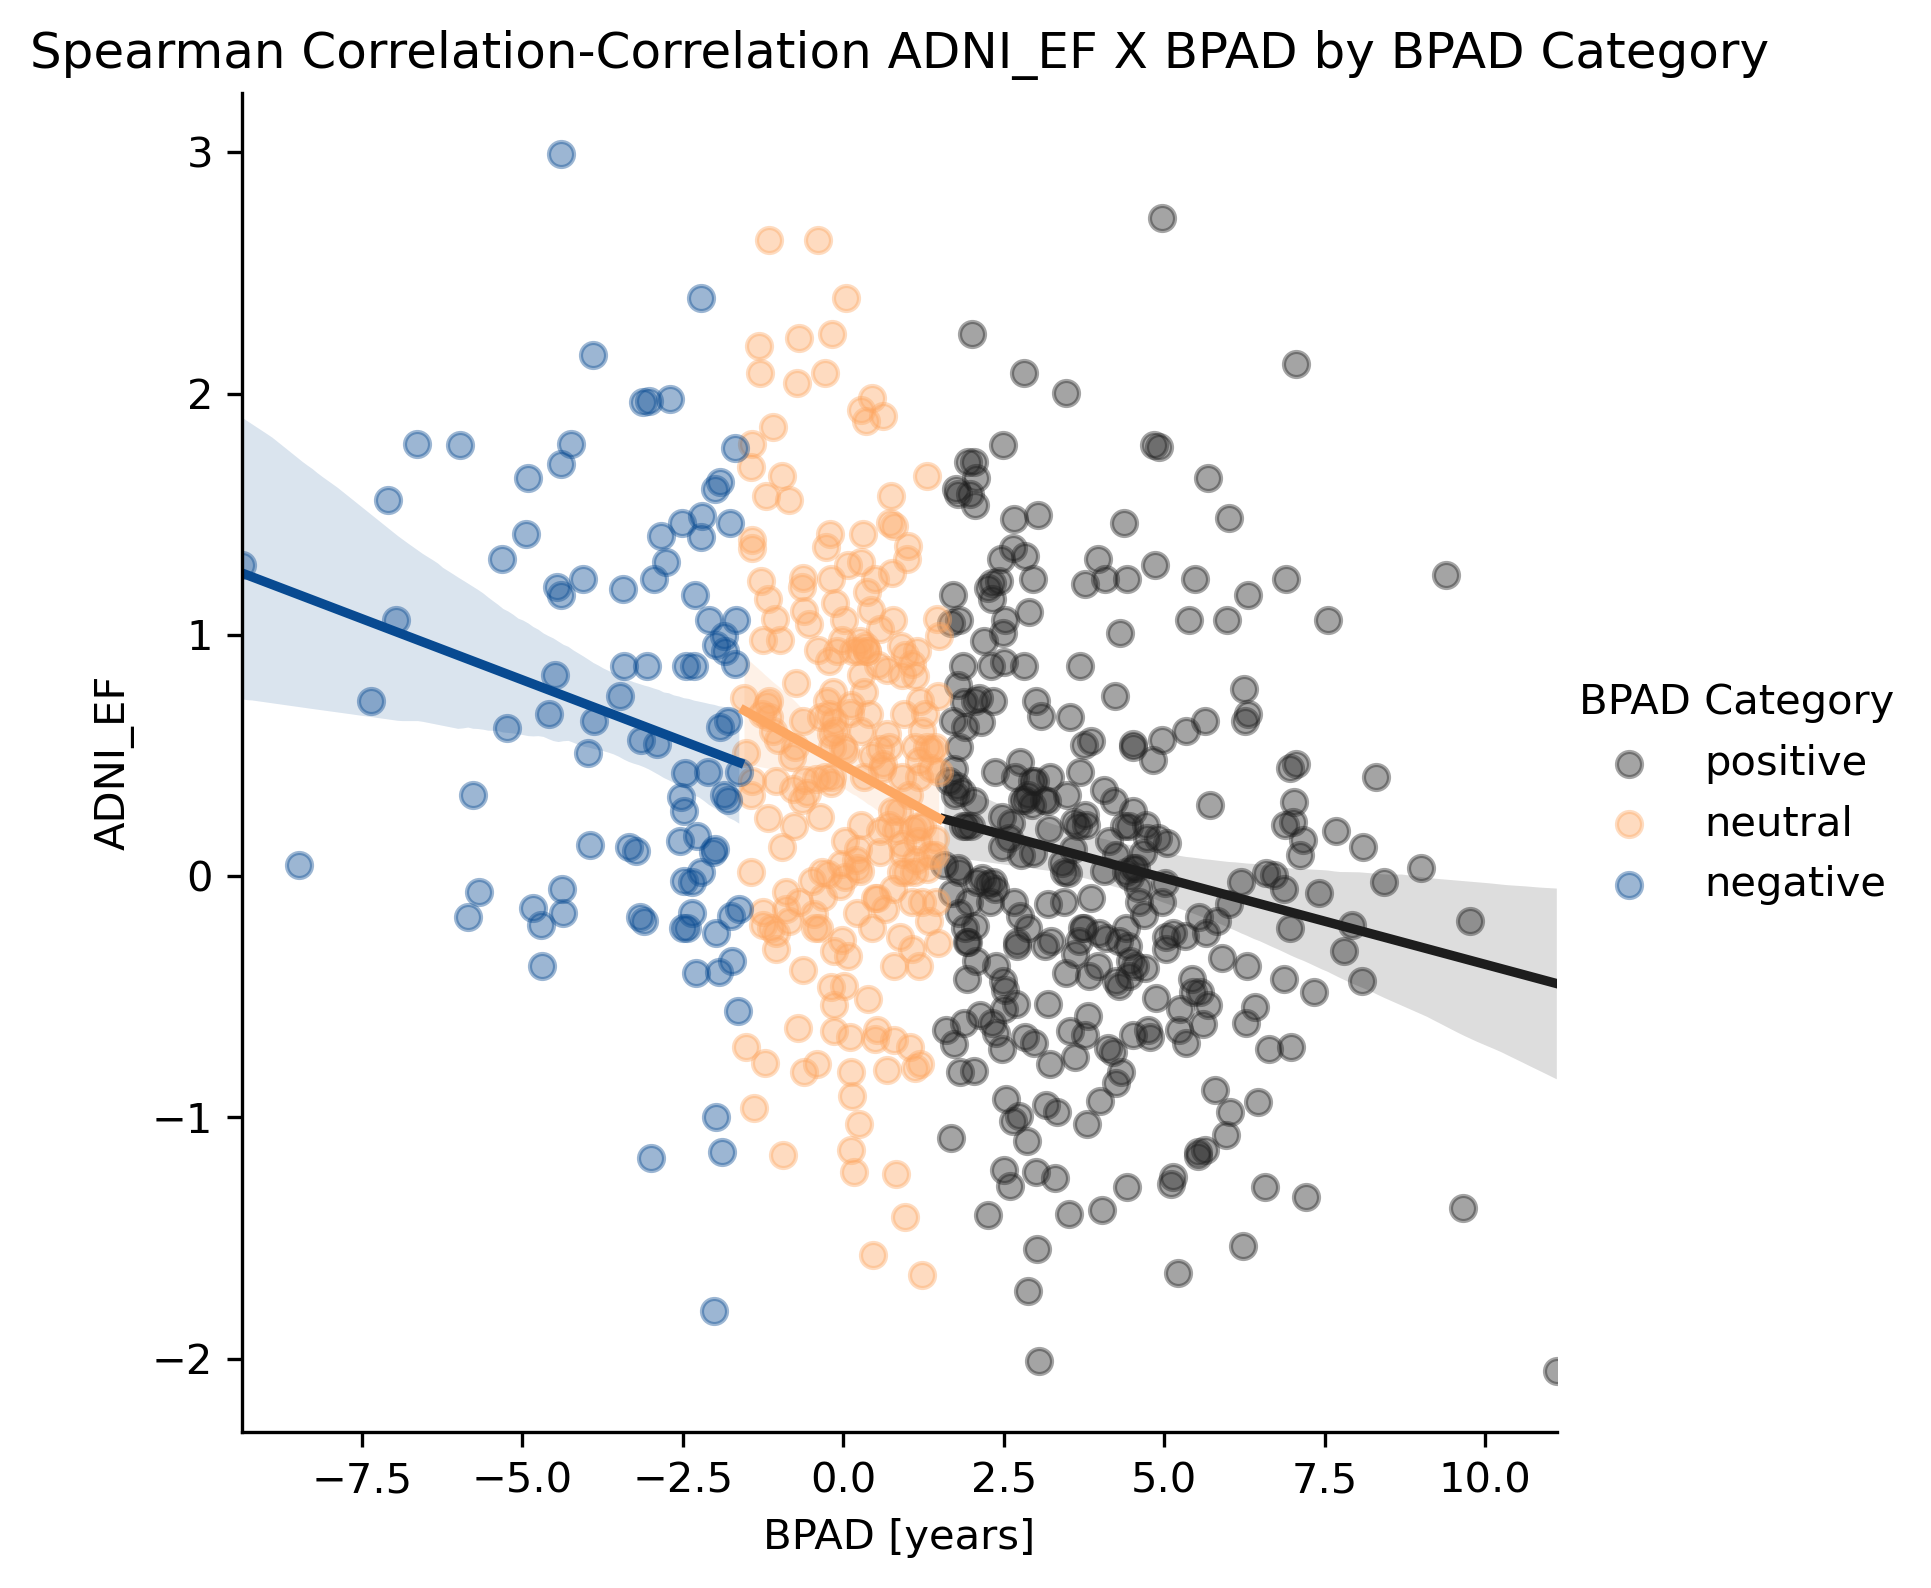 Spearman Correlation-Correlation ADNI_EF X BPAD by BPAD Category
3
2
1
0
−1
−2
ADNI_EF
−7.5 −5.0 −2.5 0.0 2.5 5.0 7.5 10.0
BPAD [years]
BPAD Category
positive
neutral
negative